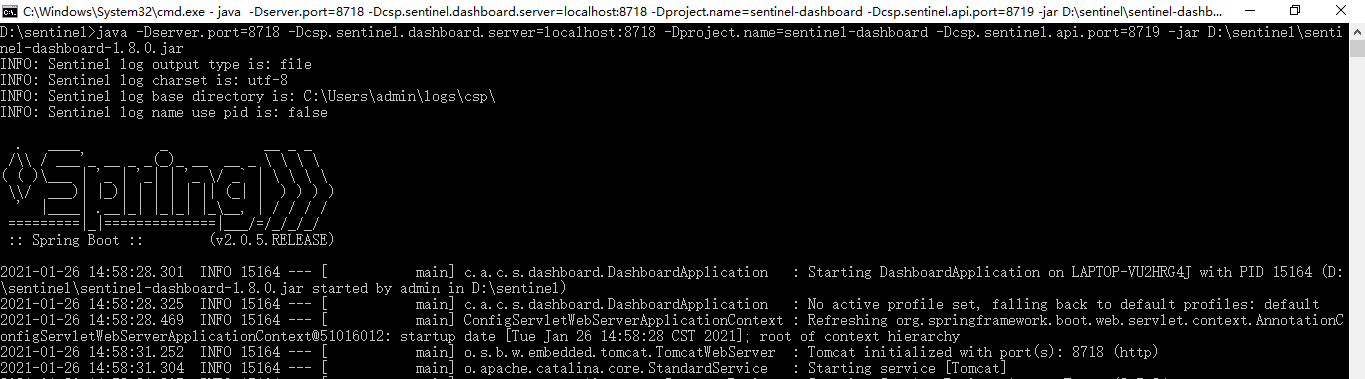 C:\Windows\System32\cmd.exe - java  -Dserver.port=8718 -Dcsp.sentinel.dashboard.server=localhost:8718 -Dproject.name=sentinel-dashboard -Dcsp.sentinel.api.port=8719 -jar D:\sentinel\sentinel-dashb...
D:\sentinel>java -Dserver.port=8718 -Dcsp.sentinel.dashboard.server=localhost:8718 -Dproject.name=sentinel-dashboard -Dcsp.sentinel.api.port=8719 -jar D:\sentinel\senti
nel-dashboard-1.8.0.jar
INFO: Sentinel log output type is: file
INFO: Sentinel log charset is: utf-8
INFO: Sentinel log base directory is: C:\Users\admin\logs\csp\
INFO: Sentinel log name use pid is: false
Spring
:: Spring Boot ::        (v2.0.5.RELEASE)
2021-01-26 14:58:28.301  INFO 15164 --- [           main] c.a.c.s.dashboard.DashboardApplication   : Starting DashboardApplication on LAPTOP-VU2HRG4J with PID 15164 (D:
\sentinel\sentinel-dashboard-1.8.0.jar started by admin in D:\sentinel)
2021-01-26 14:58:28.325  INFO 15164 --- [           main] c.a.c.s.dashboard.DashboardApplication   : No active profile set, falling back to default profiles: default
2021-01-26 14:58:28.469  INFO 15164 --- [           main] ConfigServletWebServerApplicationContext : Refreshing org.springframework.boot.web.servlet.context.AnnotationC
onfigServletWebServerApplicationContext@51016012: startup date [Tue Jan 26 14:58:28 CST 2021]; root of context hierarchy
2021-01-26 14:58:31.252  INFO 15164 --- [           main] o.s.b.w.embedded.tomcat.TomcatWebServer  : Tomcat initialized with port(s): 8718 (http)
2021-01-26 14:58:31.304  INFO 15164 --- [           main] o.apache.catalina.core.StandardService   : Starting service [Tomcat]